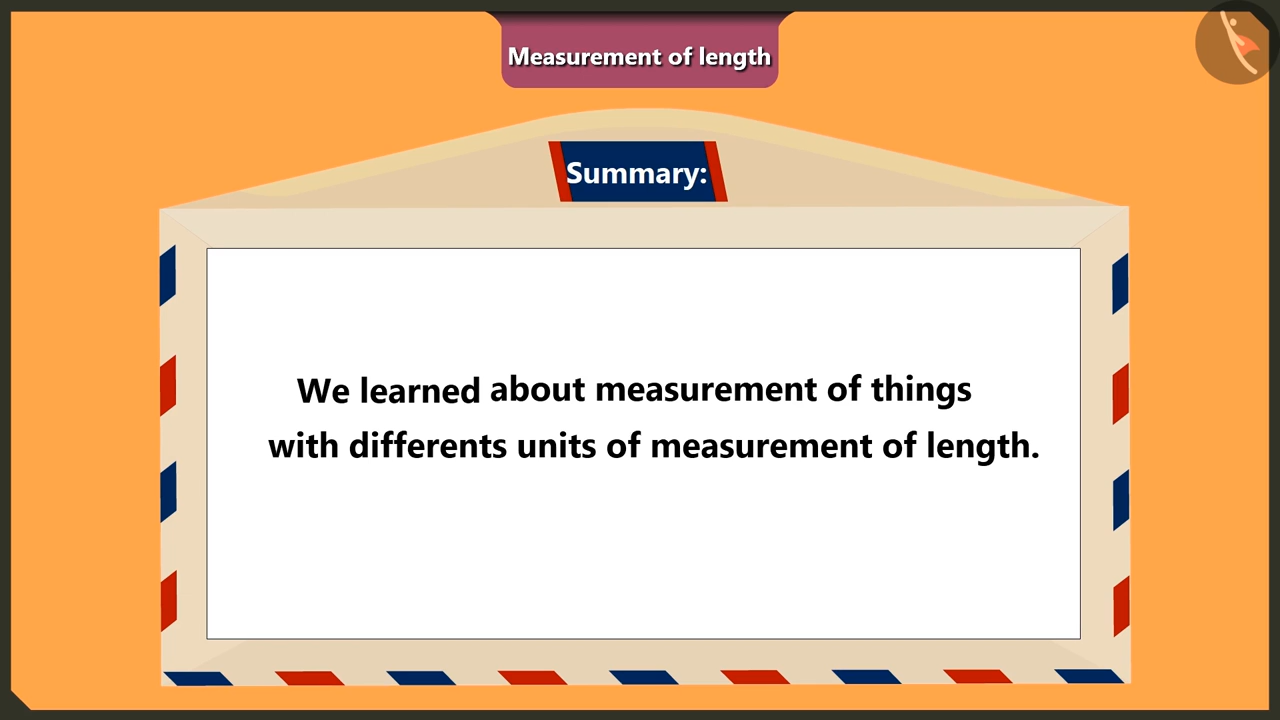 Measurement of length
Summary:
We learned about measurement of things
with differents units of measurement of length.